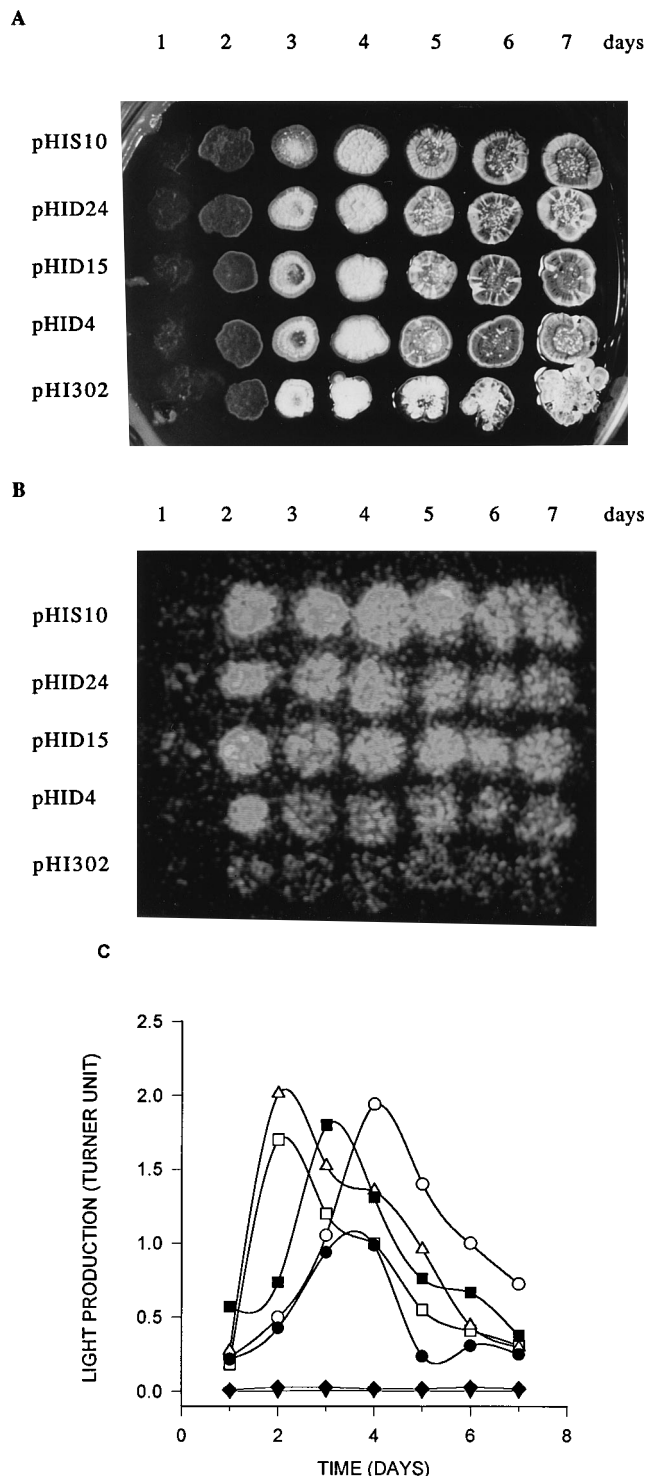 A
1 2 3 4 5 6 7 days
pHIS10
pHID24
pHID15
pHID4
pHI302
B
1 2 3 4 5 6 7 days
pHIS10
pHID24
pHID15
pHID4
pHI302
C
LIGHT PRODUCTION (TURNER UNIT)
2.5
2.0
1.5
1.0
0.5
0.0
0 2 4 6 8
TIME (DAYS)